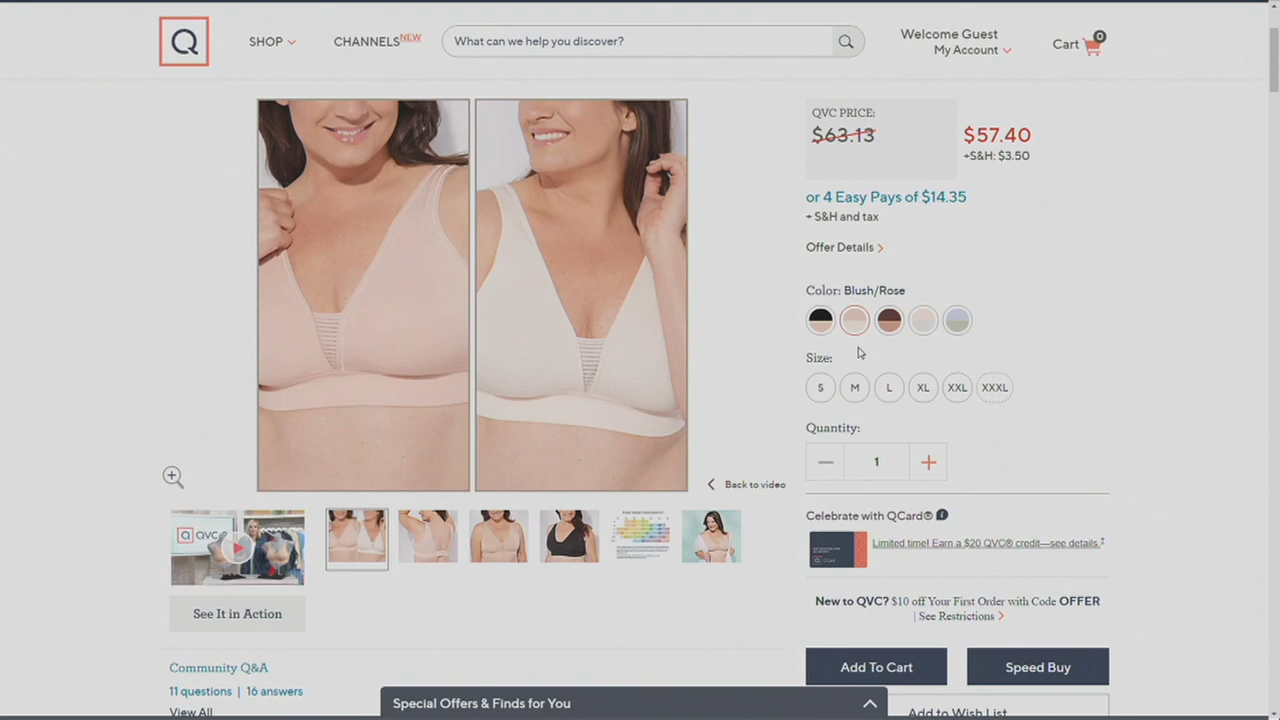 Q
SHOP
CHANNELS NEW
What can we help you discover?
Welcome Guest
My Account
Cart 0
QVC PRICE:
$63.13
$57.40
+S&H: $3.50
or 4 Easy Pays of $14.35
+ S&H and tax
Offer Details
Color: Blush/Rose
Size:
S M L XL XXL XXXL
Quantity:
1
Back to video
QVC
See It in Action
Celebrate with QCard®
Limited time! Earn a $20 QVC® credit—see details.‡
New to QVC? $10 off Your First Order with Code OFFER
| See Restrictions
Add To Cart
Speed Buy
Add to Wish List
Community Q&A
11 questions | 16 answers
View All
Special Offers & Finds for You